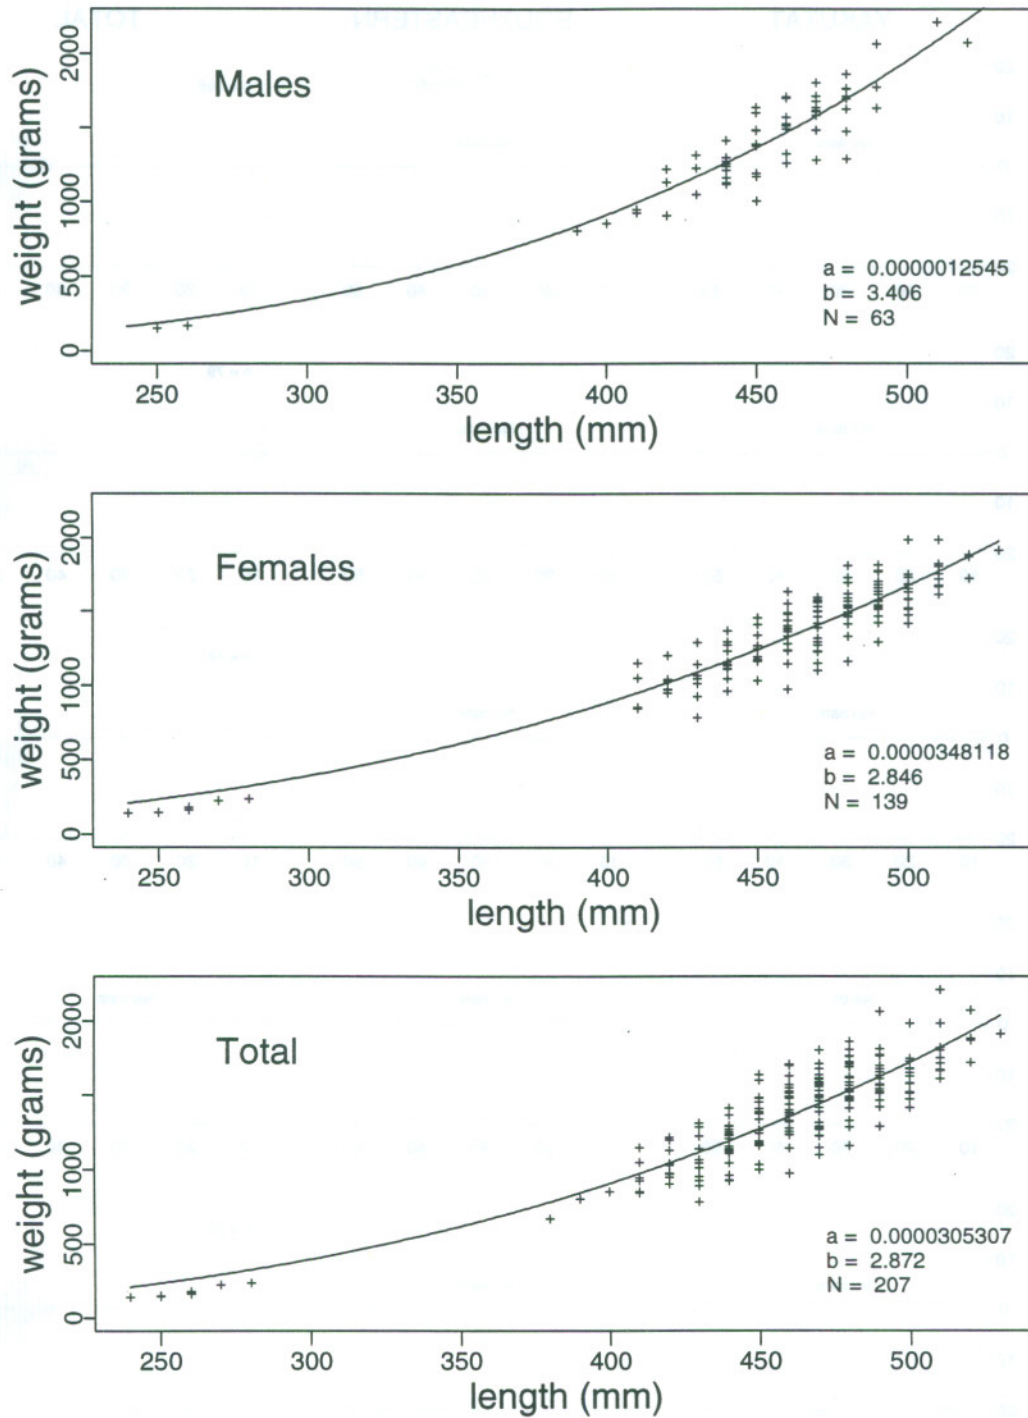 2000
1000
500
0
weight (grams)
Males
a = 0.0000012545
b = 3.406
N = 63
250 300 350 400 450 500
length (mm)
2000
1000
500
0
weight (grams)
Females
a = 0.0000348118
b = 2.846
N = 139
250 300 350 400 450 500
length (mm)
2000
1000
500
0
weight (grams)
Total
a = 0.0000305307
b = 2.872
N = 207
250 300 350 400 450 500
length (mm)